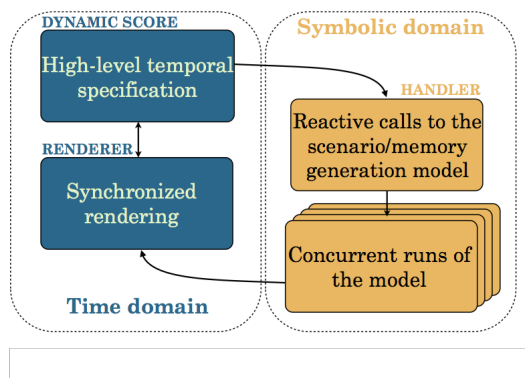 DYNAMIC SCORE
High-level temporal
specification
RENDERER
Synchronized
rendering
Time domain
Symbolic domain
HANDLER
Reactive calls to the
scenario/memory
generation model
Concurrent runs of
the model